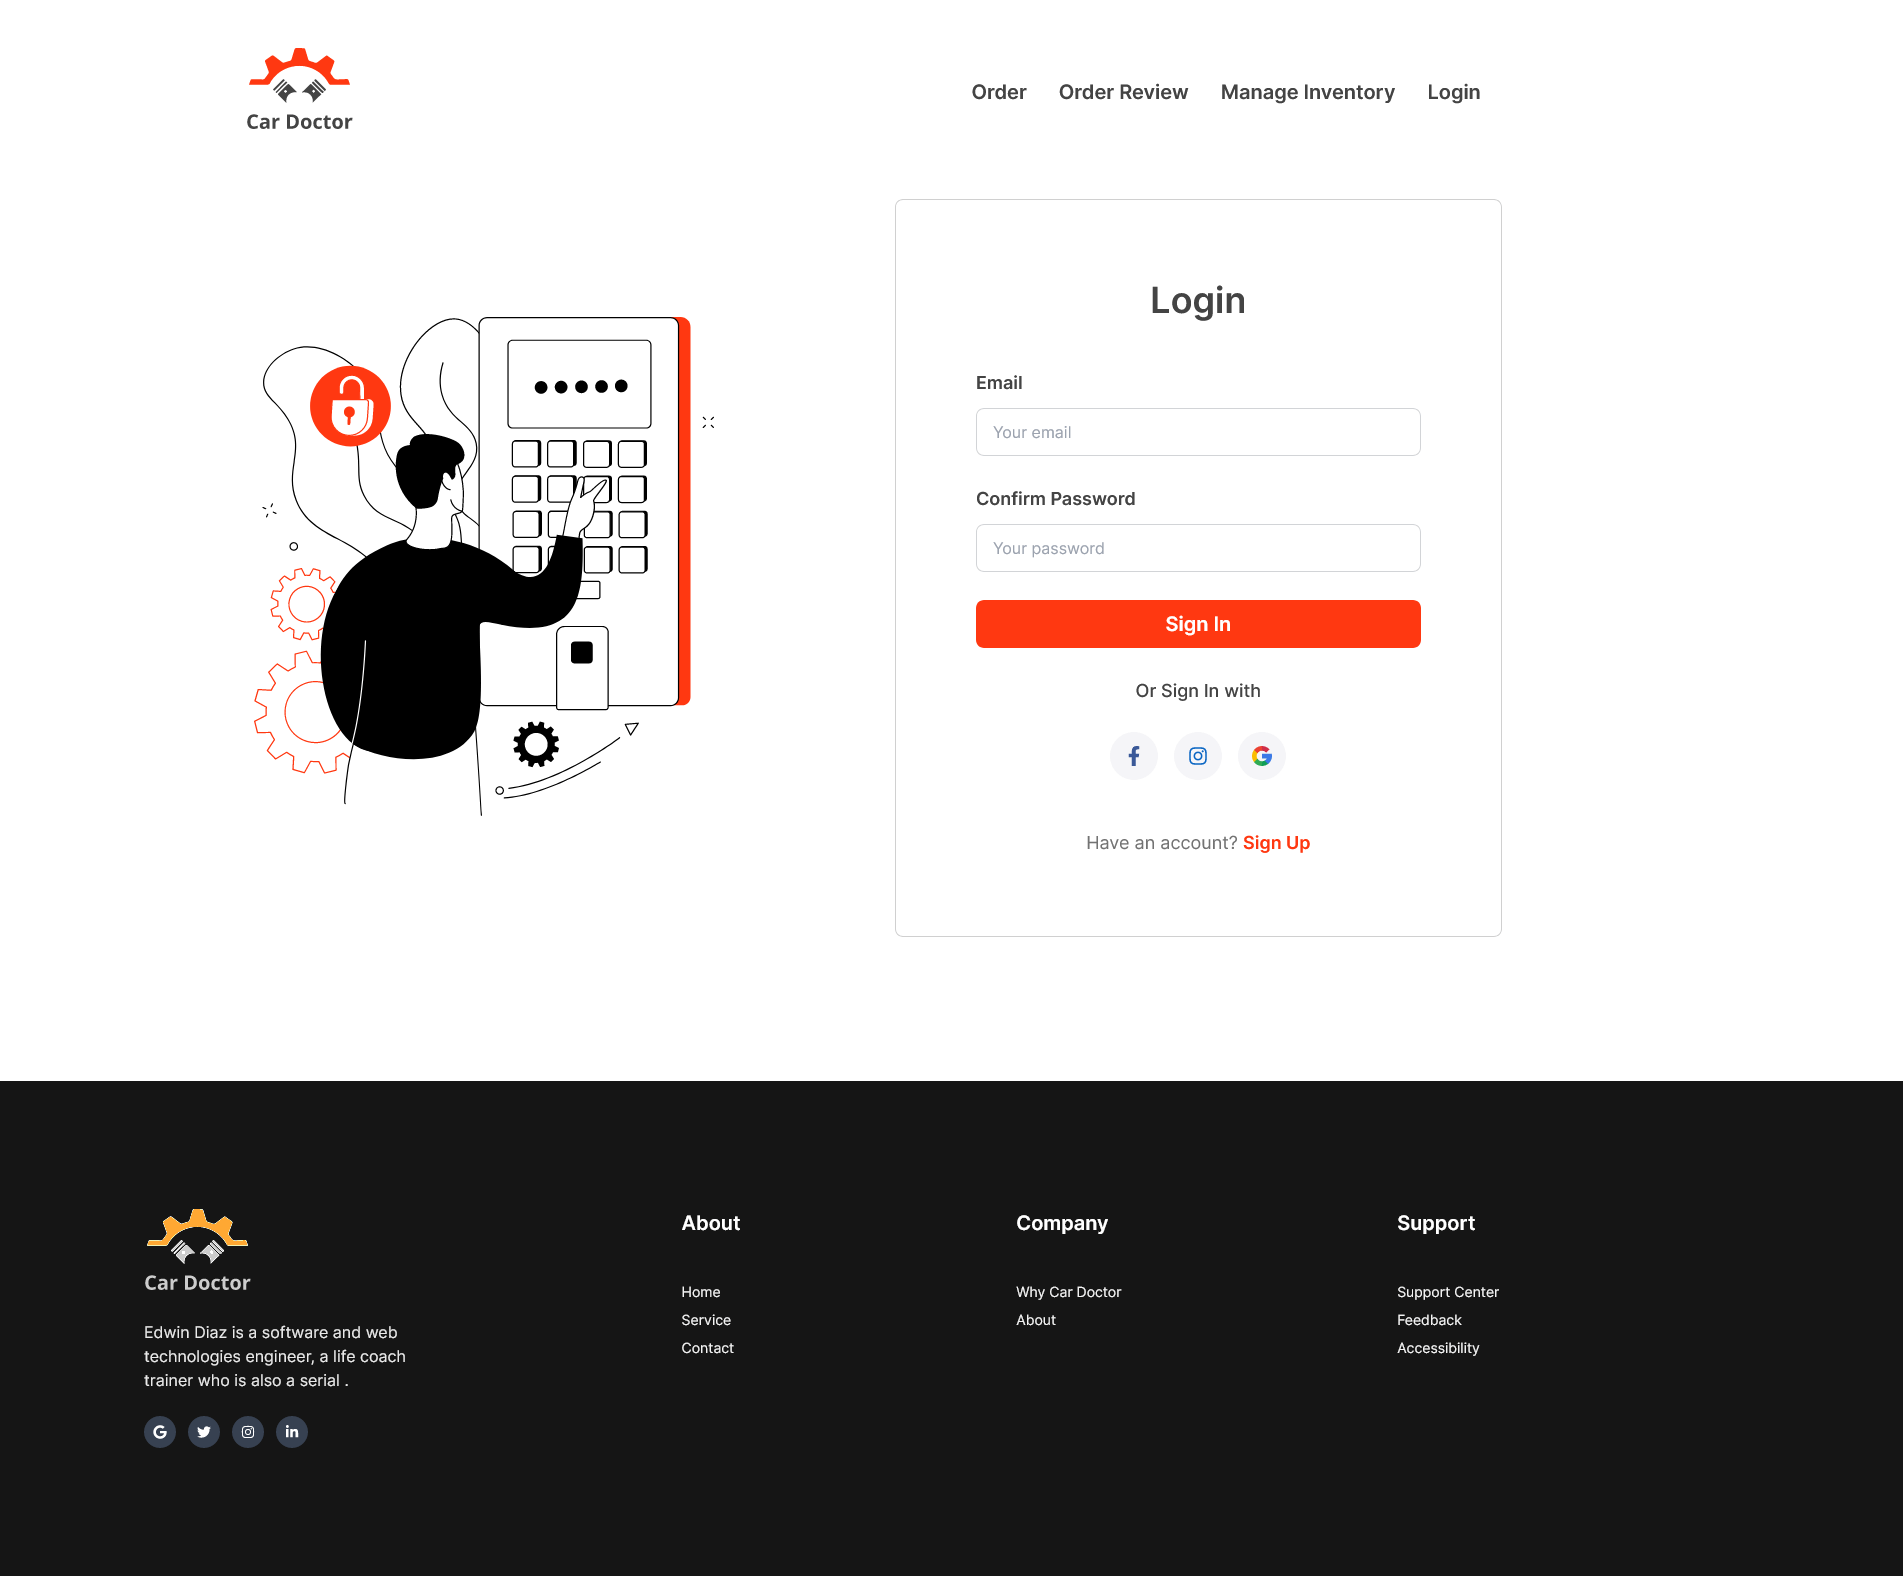 Car Doctor
Order Order Review Manage Inventory Login
Login
Email
Your email
Confirm Password
Your password
Sign In
Or Sign In with
Have an account? Sign Up
Car Doctor
Edwin Diaz is a software and web
technologies engineer, a life coach
trainer who is also a serial .
About
Home
Service
Contact
Company
Why Car Doctor
About
Support
Support Center
Feedback
Accessibility